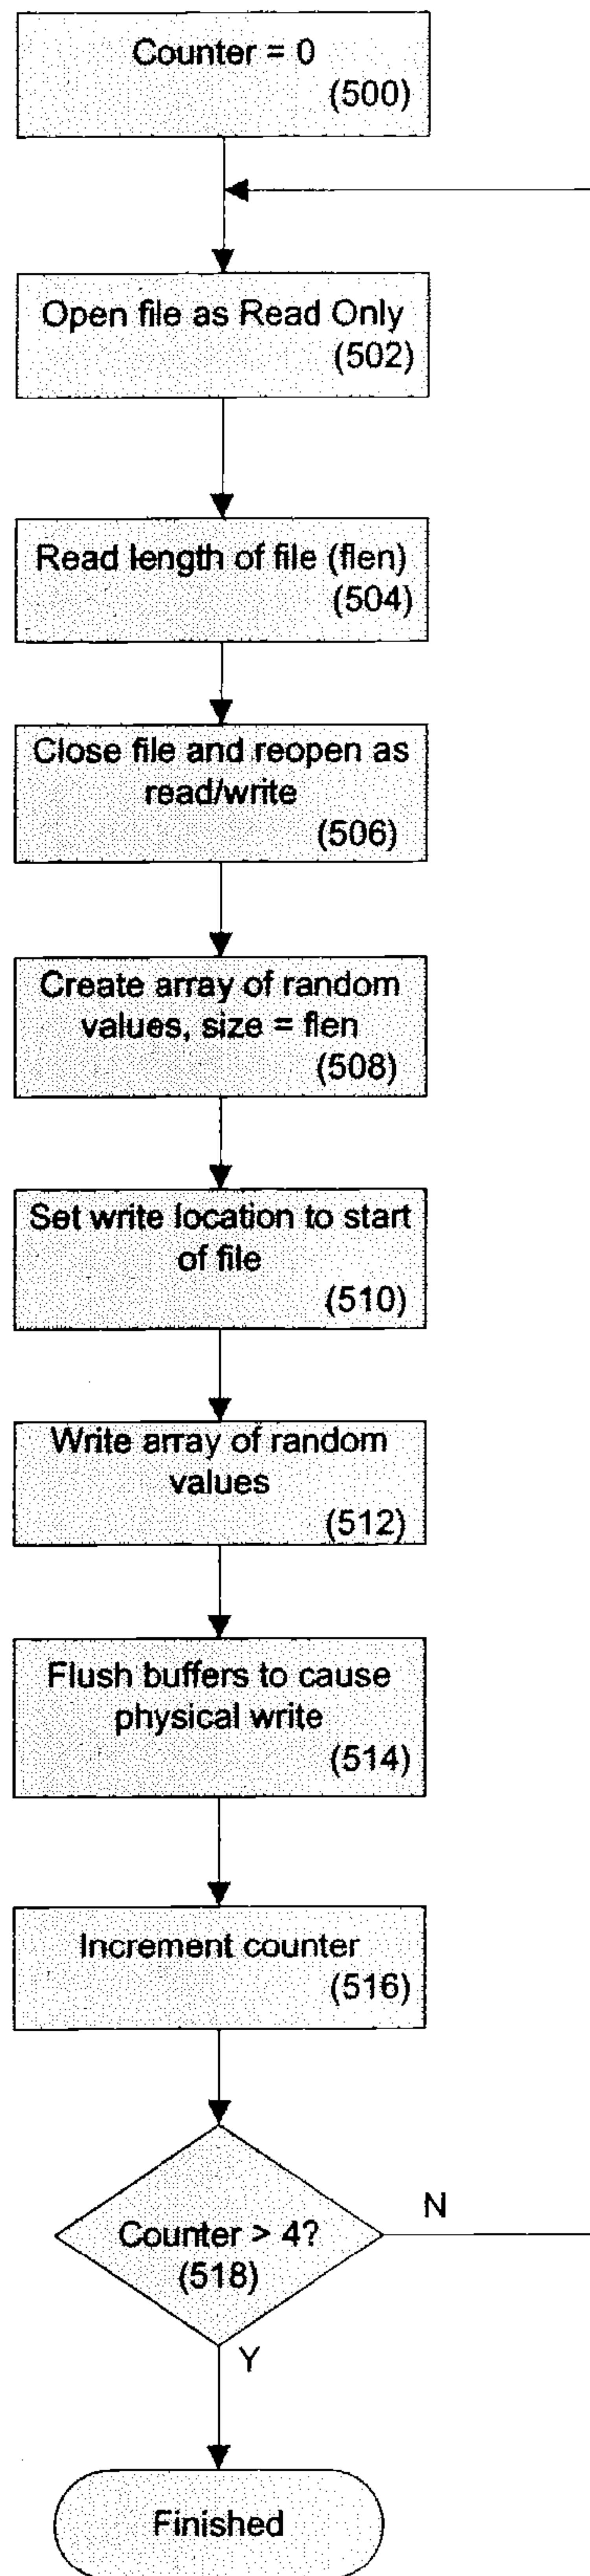 Counter = 0
(500)
Open file as Read Only
(502)
Read length of file (flen)
(504)
Close file and reopen as
read/write
(506)
Create array of random
values, size = flen
(508)
Set write location to start
of file
(510)
Write array of random
values
(512)
Flush buffers to cause
physical write
(514)
Increment counter
(516)
Counter > 4?
(518)
N
Y
Finished